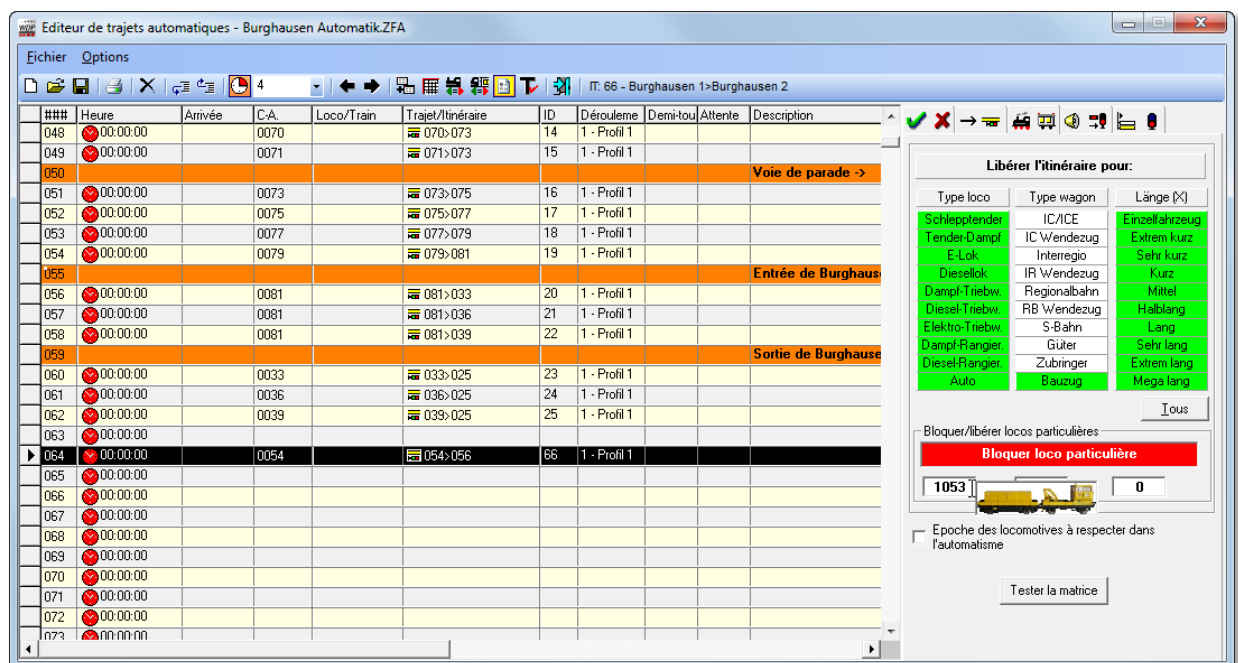 Editeur de trajets automatiques - Burghausen Automatik.ZFA
Fichier Options
4 IT: 66 - Burghausen 1>Burghausen 2
### Heure Arrivée C-A. Loco/Train Trajet/Itinéraire ID Dérouleme Demi-tou Attente Description
048 00:00:00 0070 070>073 14 1 - Profil 1
049 00:00:00 0071 071>073 15 1 - Profil 1
050 Voie de parade ->
051 00:00:00 0073 073>075 16 1 - Profil 1
052 00:00:00 0075 075>077 17 1 - Profil 1
053 00:00:00 0077 077>079 18 1 - Profil 1
054 00:00:00 0079 079>081 19 1 - Profil 1
055 Entrée de Burghaus
056 00:00:00 0081 081>033 20 1 - Profil 1
057 00:00:00 0081 081>036 21 1 - Profil 1
058 00:00:00 0081 081>039 22 1 - Profil 1
059 Sortie de Burghause
060 00:00:00 0033 033>025 23 1 - Profil 1
061 00:00:00 0036 036>025 24 1 - Profil 1
062 00:00:00 0039 039>025 25 1 - Profil 1
063 00:00:00
064 00:00:00 0054 054>056 66 1 - Profil 1
065 00:00:00
066 00:00:00
067 00:00:00
068 00:00:00
069 00:00:00
070 00:00:00
071 00:00:00
072 00:00:00
073 00:00:00
Libérer l'itinéraire pour:
Type loco Type wagon Länge (X)
Schlepptender IC/ICE Einzelfahrzeug
Tender-Dampf IC Wendezug Extrem kurz
E-Lok Interregio Sehr kurz
Diesellok IR Wendezug Kurz
Dampf-Triebw. Regionalbahn Mittel
Diesel-Triebw. RB Wendezug Halblang
Elektro-Triebw. S-Bahn Lang
Dampf-Rangier. Güter Sehr lang
Diesel-Rangier. Zubringer Extrem lang
Auto Bauzug Mega lang
Tous
Bloquer/libérer locos particulières
Bloquer loco particulière
1053 0
Epoche des locomotives à respecter dans
l'automatisme
Tester la matrice